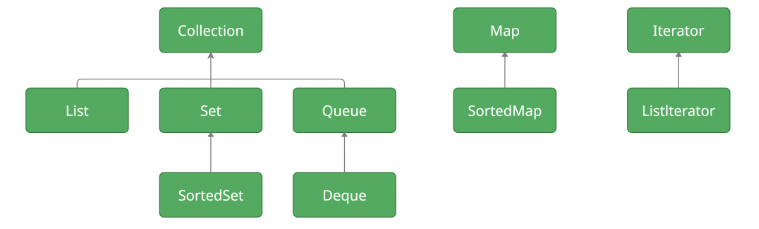 Collection
Map
Iterator
List
Set
Queue
SortedMap
ListIterator
SortedSet
Deque